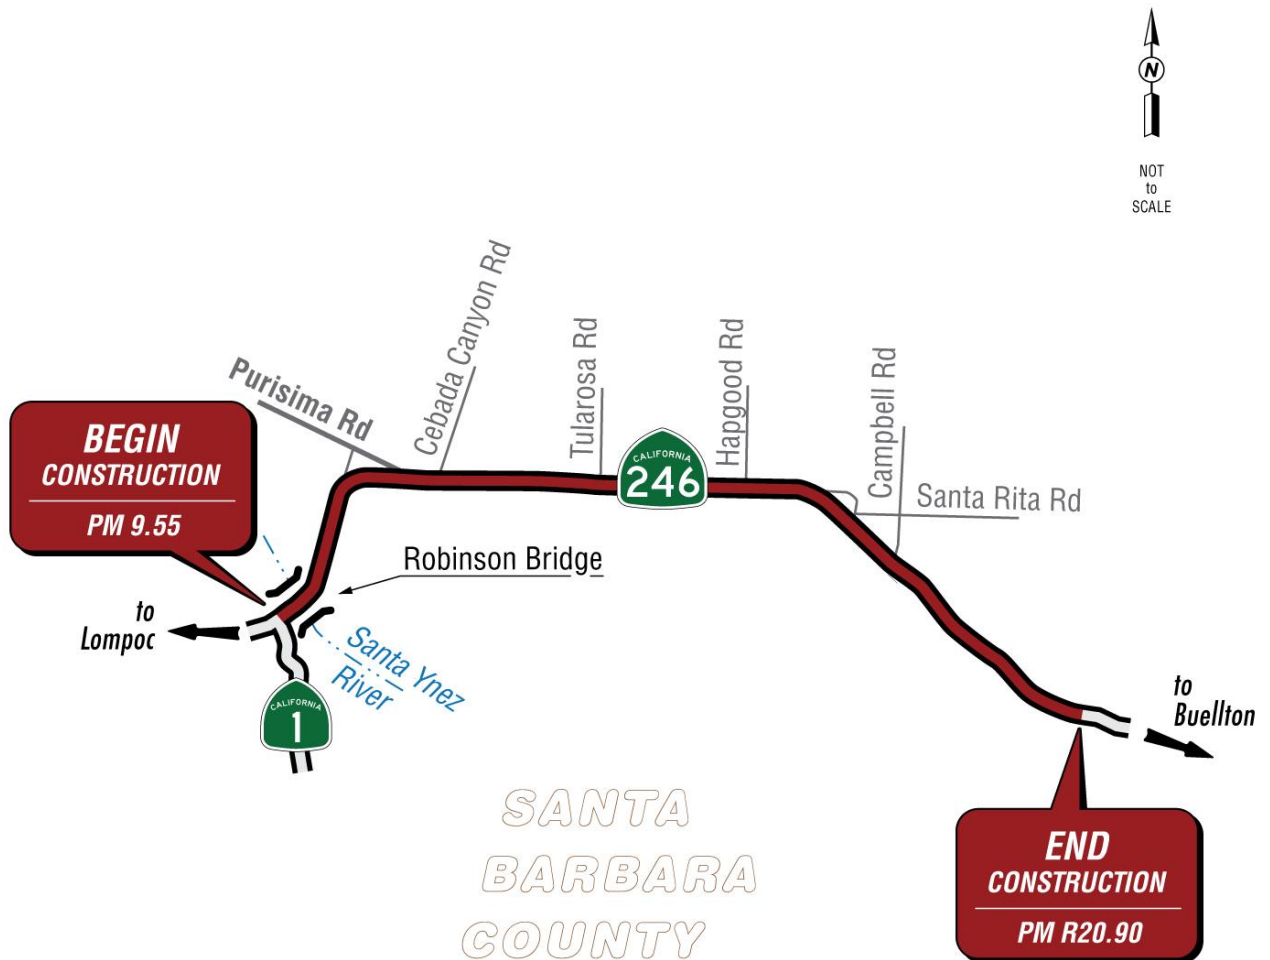 N
NOT
to
SCALE
Cebada Canyon Rd
Purisima Rd
Tularosa Rd
Hapgood Rd
Campbell Rd
CALIFORNIA
246
Santa Rita Rd
BEGIN
CONSTRUCTION
PM 9.55
Robinson Bridge
to
Lompoc
Santa Ynez
River
CALIFORNIA
1
to
Buellton
SANTA
BARBARA
COUNTY
END
CONSTRUCTION
PM R20.90